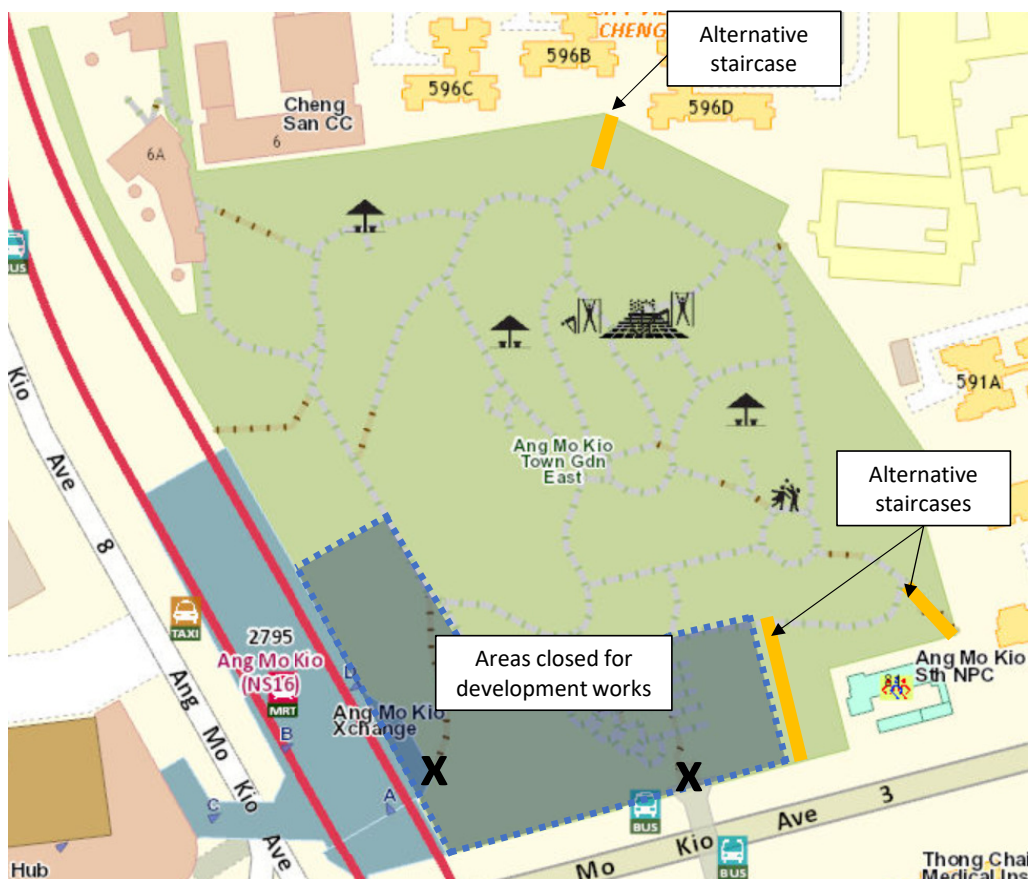 CHENG
Alternative
staircase
596B
596C
596D
Cheng
San CC
6
6A
BUS
591A
Ang Mo Kio
Town Gdn
East
Alternative
staircases
Kio
Ave
8
TAXI
2795
Ang Mo Kio
(NS16)
MRT
D
B
Ang Mo Kio
Xchange
A
C
Areas closed for
development works
X
X
Ang Mo Kio
Sth NPC
BUS
BUS
Ang Mo Kio Ave
Mo Kio Ave 3
Hub
Thong Chai
Medical Ins